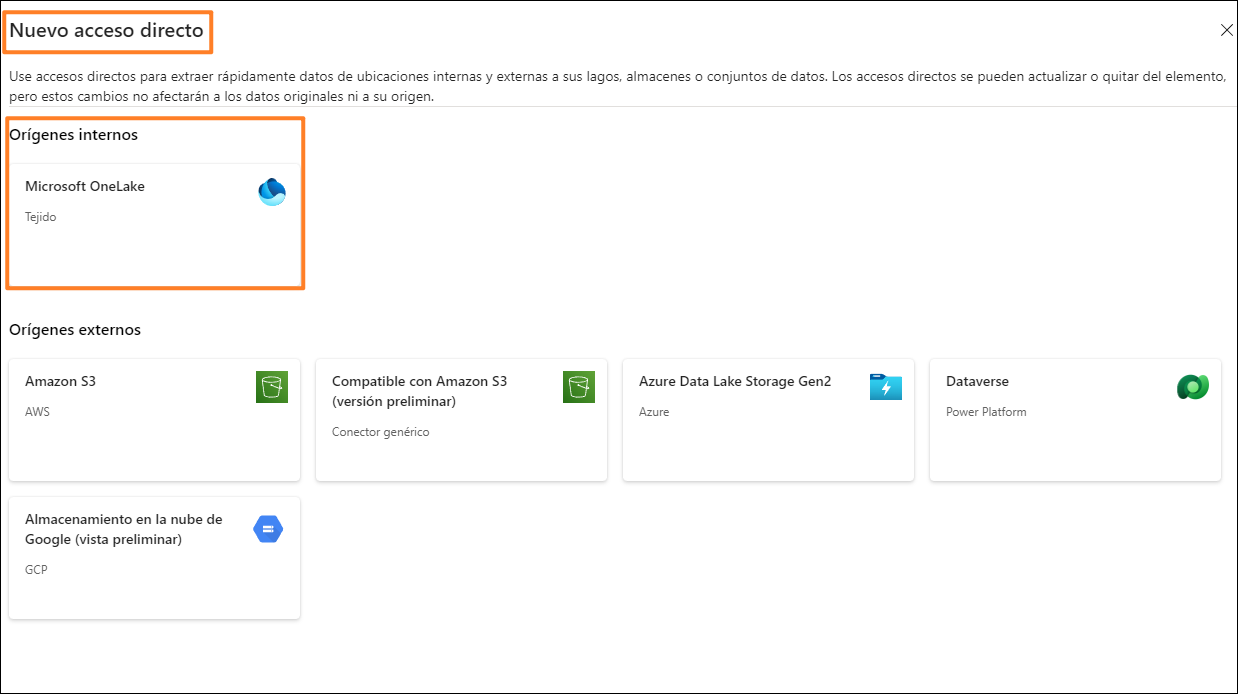 Nuevo acceso directo
Use accesos directos para extraer rápidamente datos de ubicaciones internas y externas a sus lagos, almacenes o conjuntos de datos. Los accesos directos se pueden actualizar o quitar del elemento,
pero estos cambios no afectarán a los datos originales ni a su origen.
Orígenes internos
Microsoft OneLake
Tejido
Orígenes externos
Amazon S3
AWS
Compatible con Amazon S3
(versión preliminar)
Conector genérico
Azure Data Lake Storage Gen2
Azure
Dataverse
Power Platform
Almacenamiento en la nube de
Google (vista preliminar)
GCP